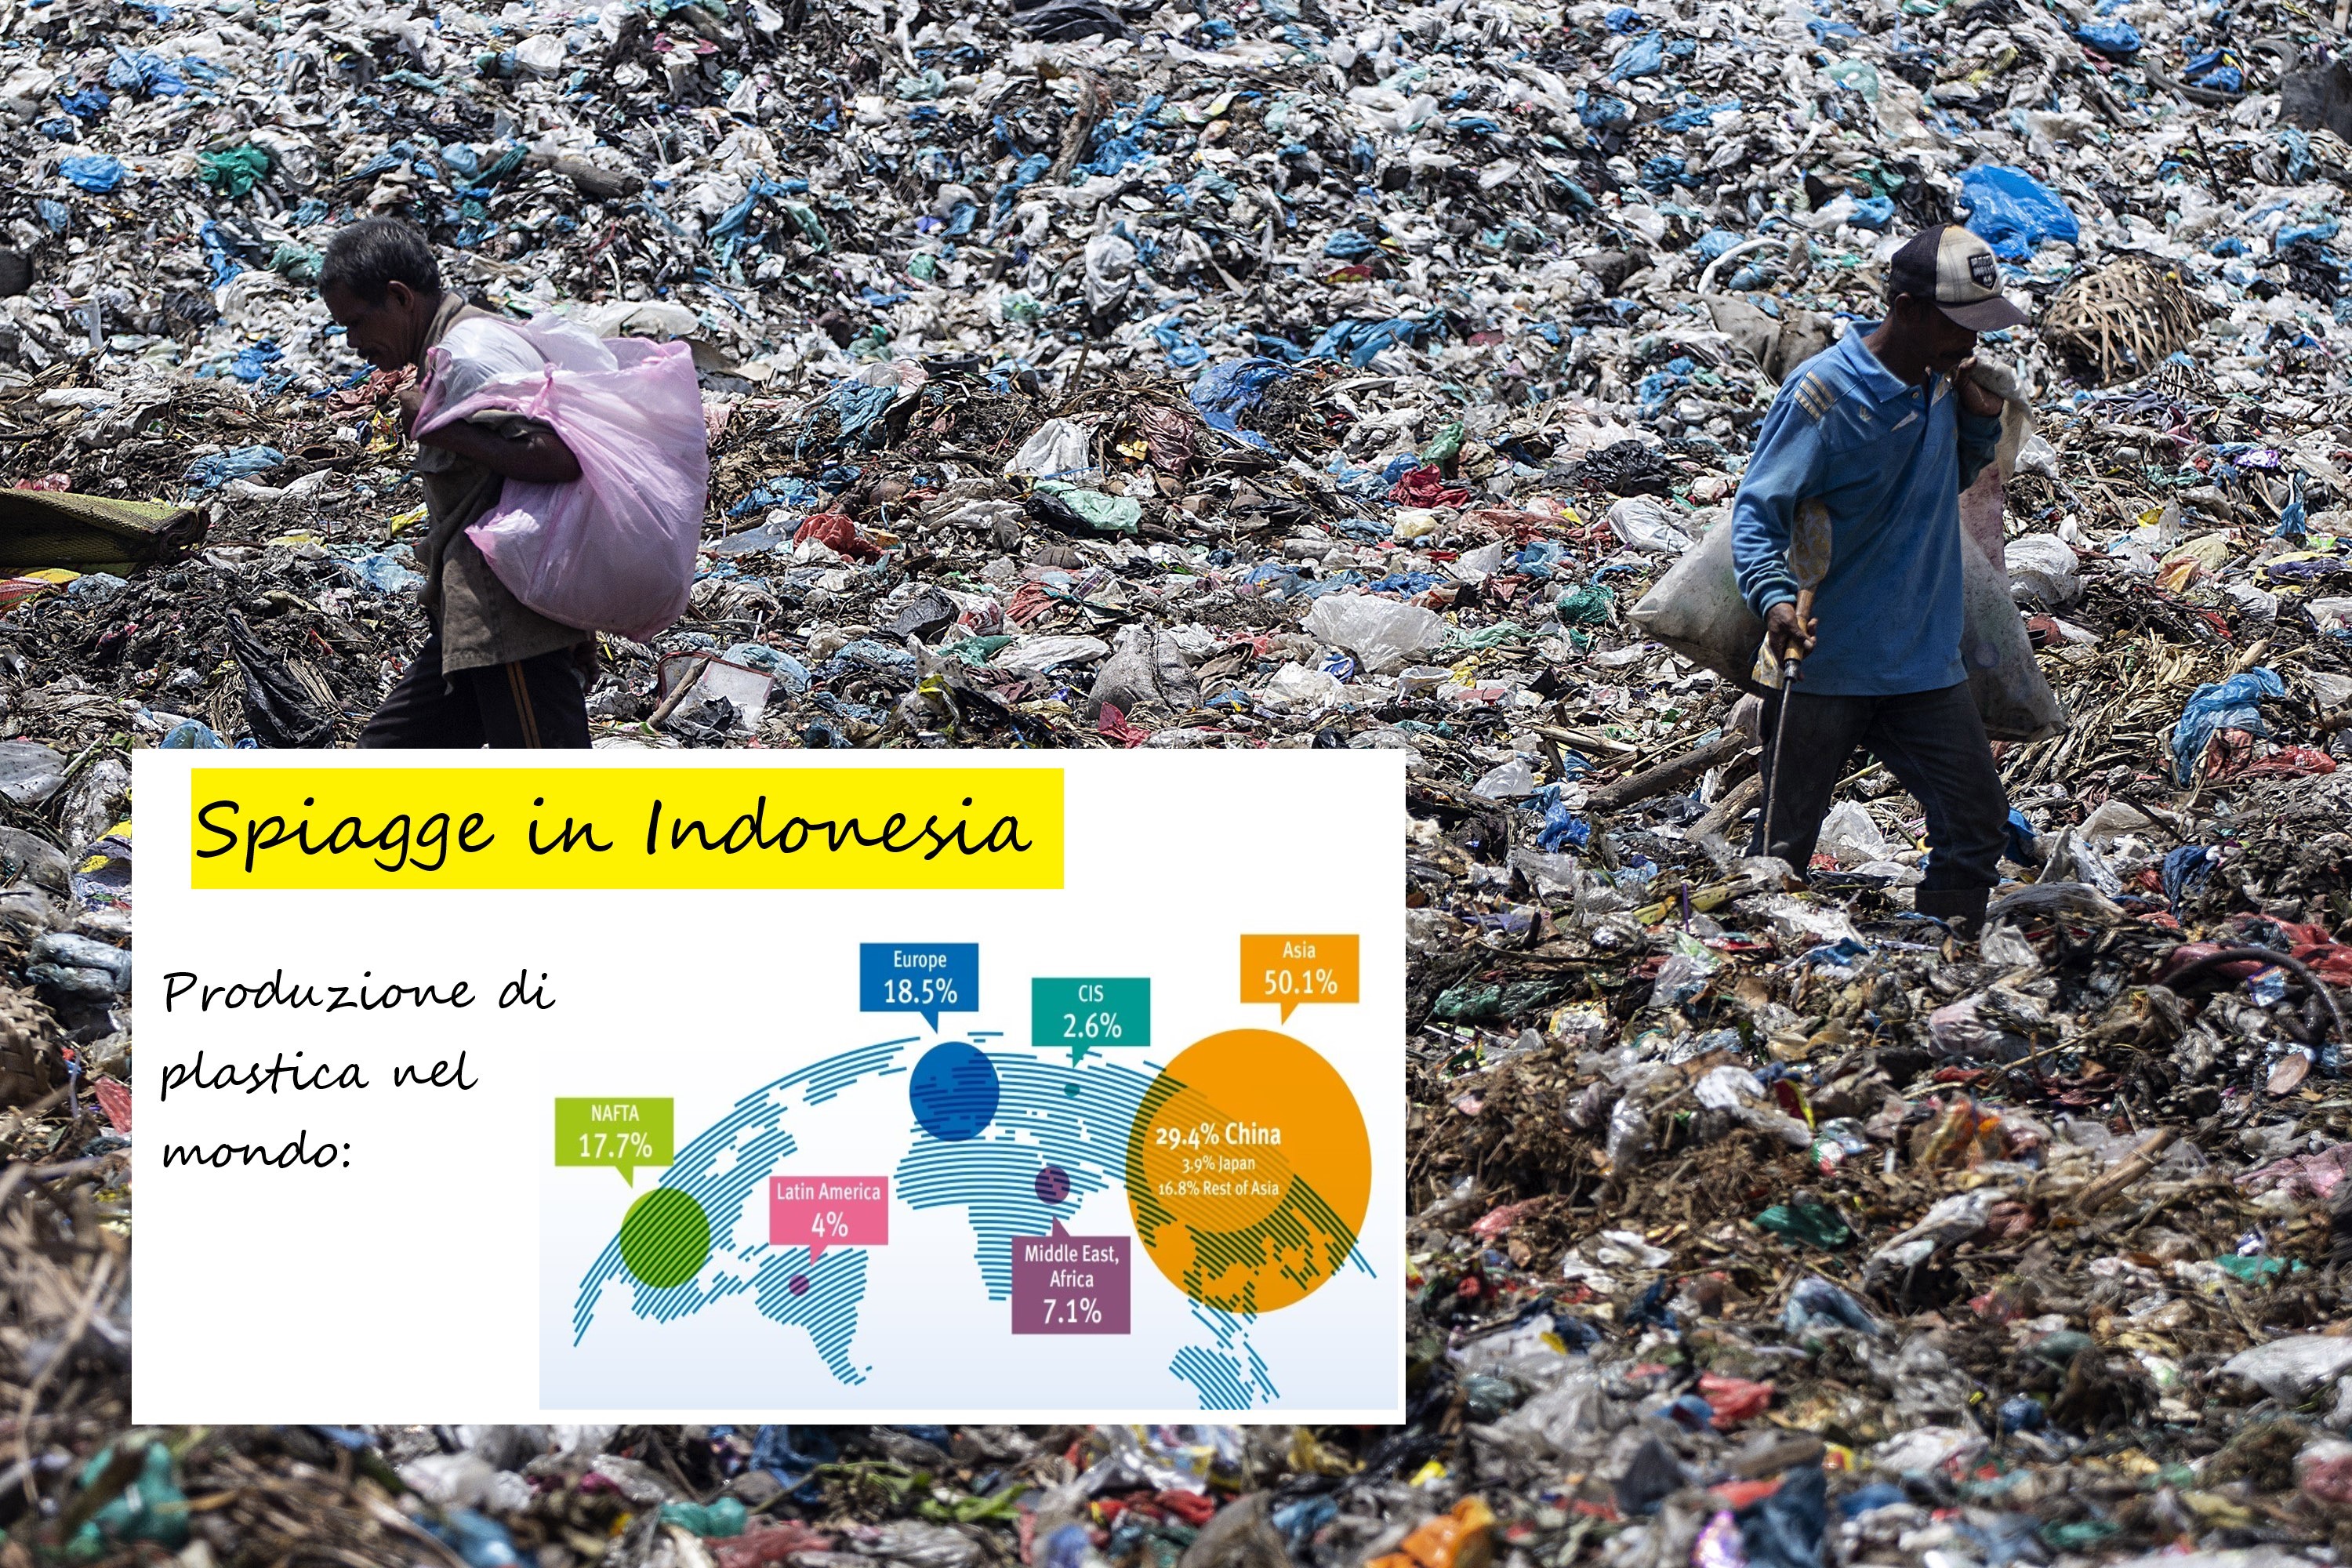 Spiagge in Indonesia
Produzione di
plastica nel
mondo:
Europe
18.5%
CIS
2.6%
Asia
50.1%
NAFTA
17.7%
Latin America
4%
Middle East,
Africa
7.1%
29.4% China
3.9% Japan
16.8% Rest of Asia